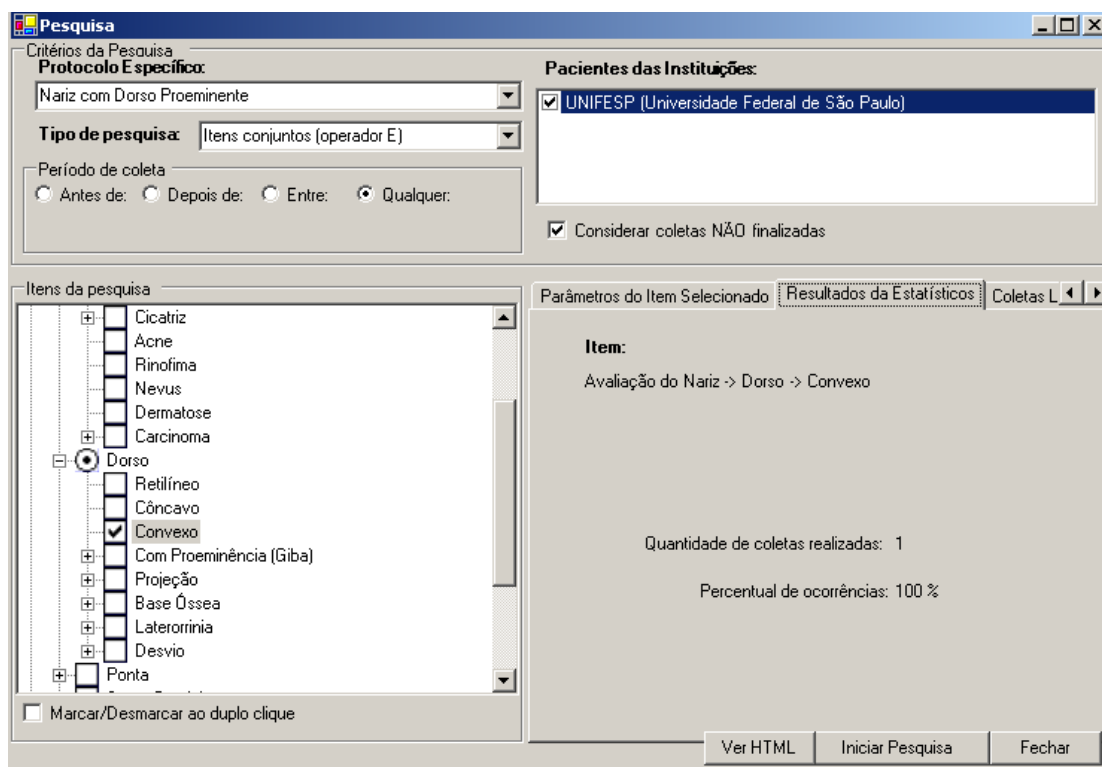 Pesquisa
Critérios da Pesquisa
Protocolo Específico:
Nariz com Dorso Proeminente
Tipo de pesquisa: Itens conjuntos (operador E)
Período de coleta
Antes de: Depois de: Entre: Qualquer:
Pacientes das Instituições:
UNIFESP (Universidade Federal de São Paulo)
Considerar coletas NÃO finalizadas
Itens da pesquisa
Cicatriz
Acne
Rinofima
Nevus
Dermatose
Carcinoma
Dorso
Retilíneo
Côncavo
Convexo
Com Proeminência (Giba)
Projeção
Base Óssea
Laterorrinia
Desvio
Ponta
Marcar/Desmarcar ao duplo clique
Parâmetros do Item Selecionado Resultados da Estatísticos Coletas L
Item:
Avaliação do Nariz -> Dorso -> Convexo
Quantidade de coletas realizadas: 1
Percentual de ocorrências: 100 %
Ver HTML Iniciar Pesquisa Fechar